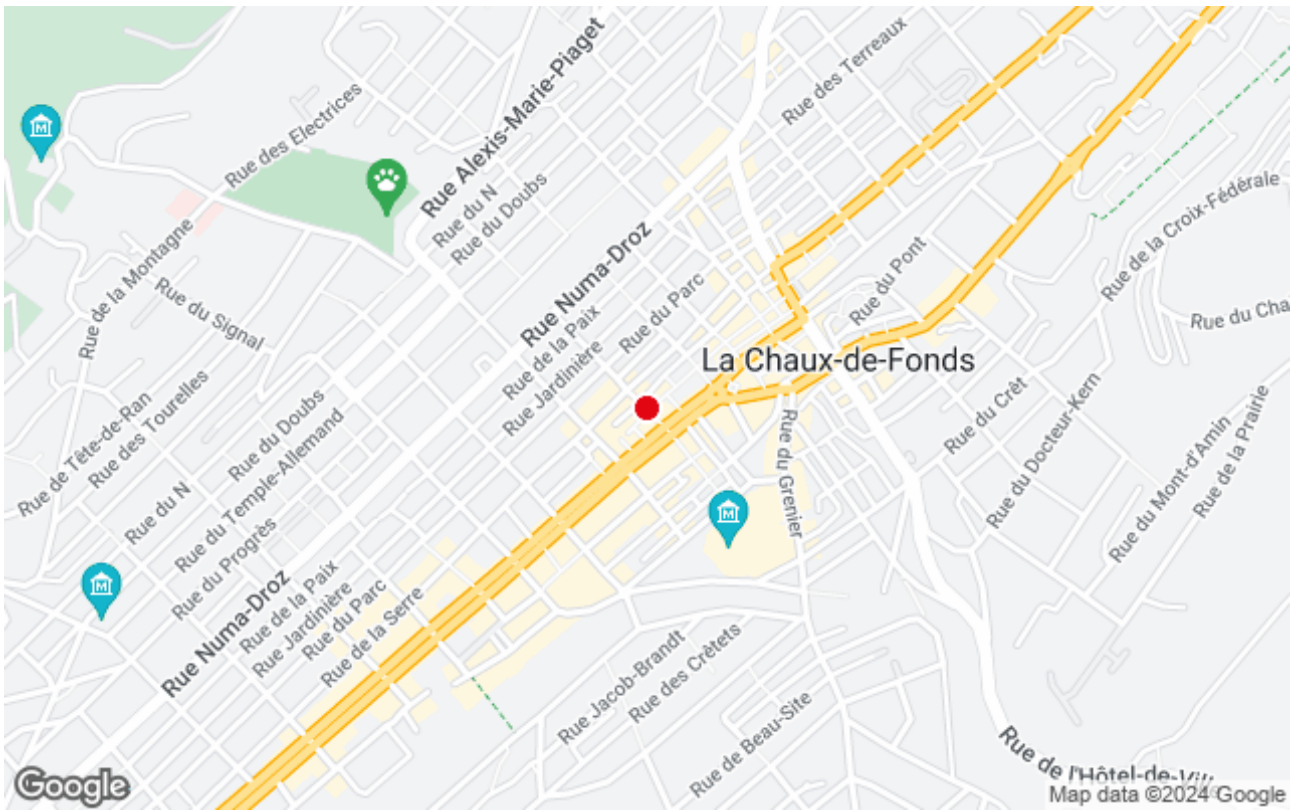 Rue des Terreaux
Rue Alexis-Marie-Piaget
Rue des Electrices
Rue du N
Rue du Doubs
Rue de la Croix-Fédérale
Rue de la Montagne
Rue Numa-Droz
Rue du Parc
Rue du Pont
Rue du Signal
Rue de la Paix
Rue Jardinière
Rue du Cha
La Chaux-de-Fonds
Rue de Tête-de-Ran
Rue des Tourelles
Rue du Doubs
Rue du Crêt
Rue du Docteur-Kern
Rue du Mont-d'Amin
Rue de la Prairie
Rue du Grenier
Rue du N
Rue du Temple-Allemand
Rue du Progrès
Rue Numa-Droz
Rue de la Paix
Rue Jardinière
Rue du Parc
Rue de la Serre
Rue Jacob-Brandt
Rue des Crêtets
Rue de Beau-Site
Rue de l'Hôtel-de-Vill
Google
Map data ©2024 Google